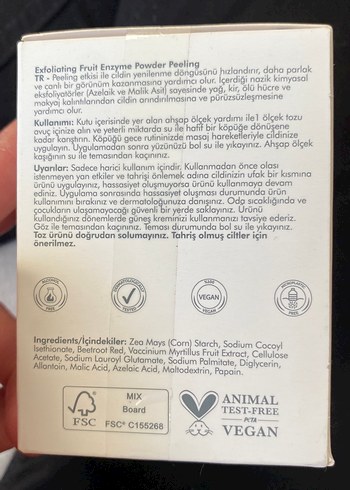 Exfoliating Fruit Enzyme Powder Peeling
TR - Peeling etkisi ile cildin yenilenme döngüsünü hızlandırır, daha parlak
ve canlı bir görünüm kazanmasına yardımcı olur. İçerdiği nazik kimyasal
eksfoliyatörler (Azelaik ve Malik Asit) sayesinde yağ, kir, ölü hücre ve
makyaj kalıntılarından cildin arındırılmasına ve pürüzsüzleşmesine
yardımcı olur.
Kullanımı: Kutu içerisinde yer alan ahşap ölçek yardımı ile1 ölçek tozu
avuç içinize alın ve yeterli miktarda su ile hafif bir köpüğe dönüşene
kadar karıştırın. Köpüğü gece rutininizde masaj hareketleriyle cildinize
uygulayın. Uygulamadan sonra yüzünüzü bol su ile yıkayınız. Ahşap ölçek
kaşığının su ile temasından kaçınınız.
Uyarılar: Sadece harici kullanım içindir. Kullanmadan önce olası
istenmeyen yan etkiler ve tahrişi önlemek adına cildinizin ufak bir kısmına
ürünü uygulayınız, hassasiyet oluşmuyorsa ürünü kullanmaya devam
ediniz. Uygulama sonrasında hassasiyet oluşması durumunda ürün
kullanımını bırakınız ve dermatoloğunuza danışınız. Oda sıcaklığında ve
çocukların ulaşamayacağı güvenli bir yerde saklayınız. Ürünü
kullandığınız dönemlerde güneş kreminizi kullanmanızı tavsiye ederiz.
Göz ile temasından kaçınınız. Teması durumunda bol su ile yıkayınız.
Toz ürünü doğrudan solumayınız. Tahriş olmuş ciltler için
önerilmez.
VEGAN
Ingredients/İçindekiler: Zea Mays (Corn) Starch, Sodium Cocoyl
Isethionate, Beetroot Red, Vaccinium Myrtillus Fruit Extract, Cellulose
Acetate, Sodium Lauroyl Glutamate, Sodium Palmitate, Diglycerin,
Allantoin, Malic Acid, Azelaic Acid, Maltodextrin, Papain.
FSC
MIX
Board
FSC® C155268
ANIMAL
TEST-FREE
PETA
VEGAN